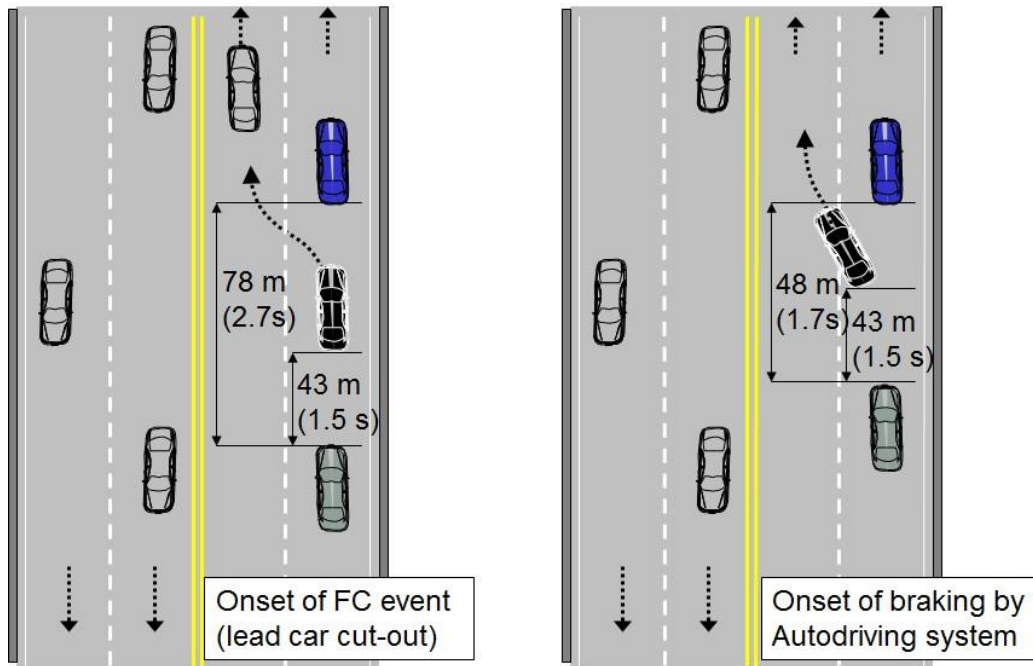 78 m
(2.7s)
43 m
(1.5 s)
Onset of FC event
(lead car cut-out)
48 m
(1.7s)
43 m
(1.5 s)
Onset of braking by
Autodriving system